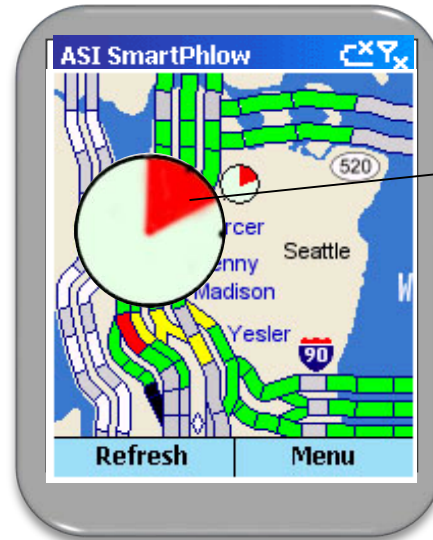 ASI SmartPhlow
520
rcer
Seattle
enny
Madison
W
Yesler
90
Refresh
Menu